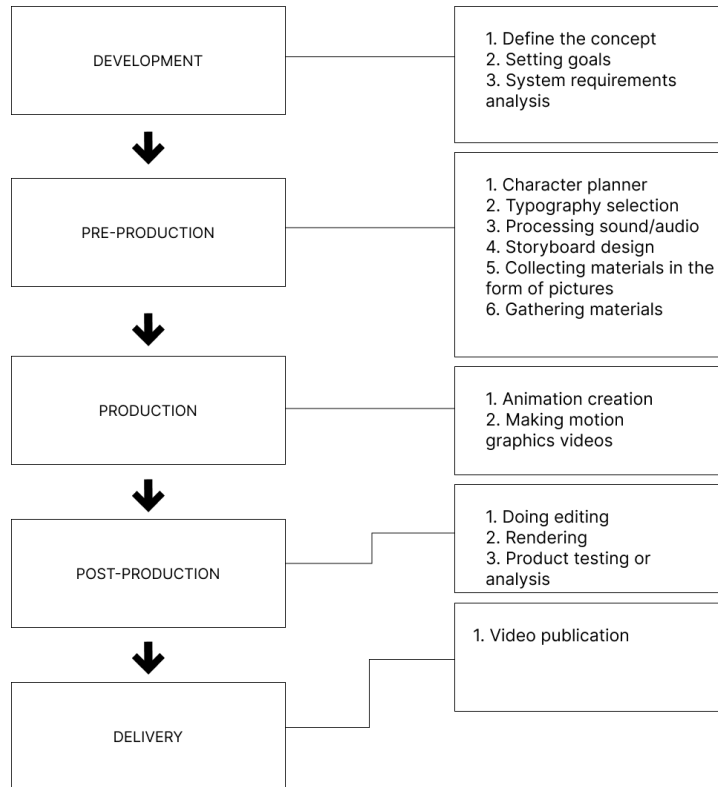 DEVELOPMENT
1. Define the concept
2. Setting goals
3. System requirements
analysis
PRE-PRODUCTION
1. Character planner
2. Typography selection
3. Processing sound/audio
4. Storyboard design
5. Collecting materials in the
form of pictures
6. Gathering materials
PRODUCTION
1. Animation creation
2. Making motion
graphics videos
POST-PRODUCTION
1. Doing editing
2. Rendering
3. Product testing or
analysis
DELIVERY
1. Video publication